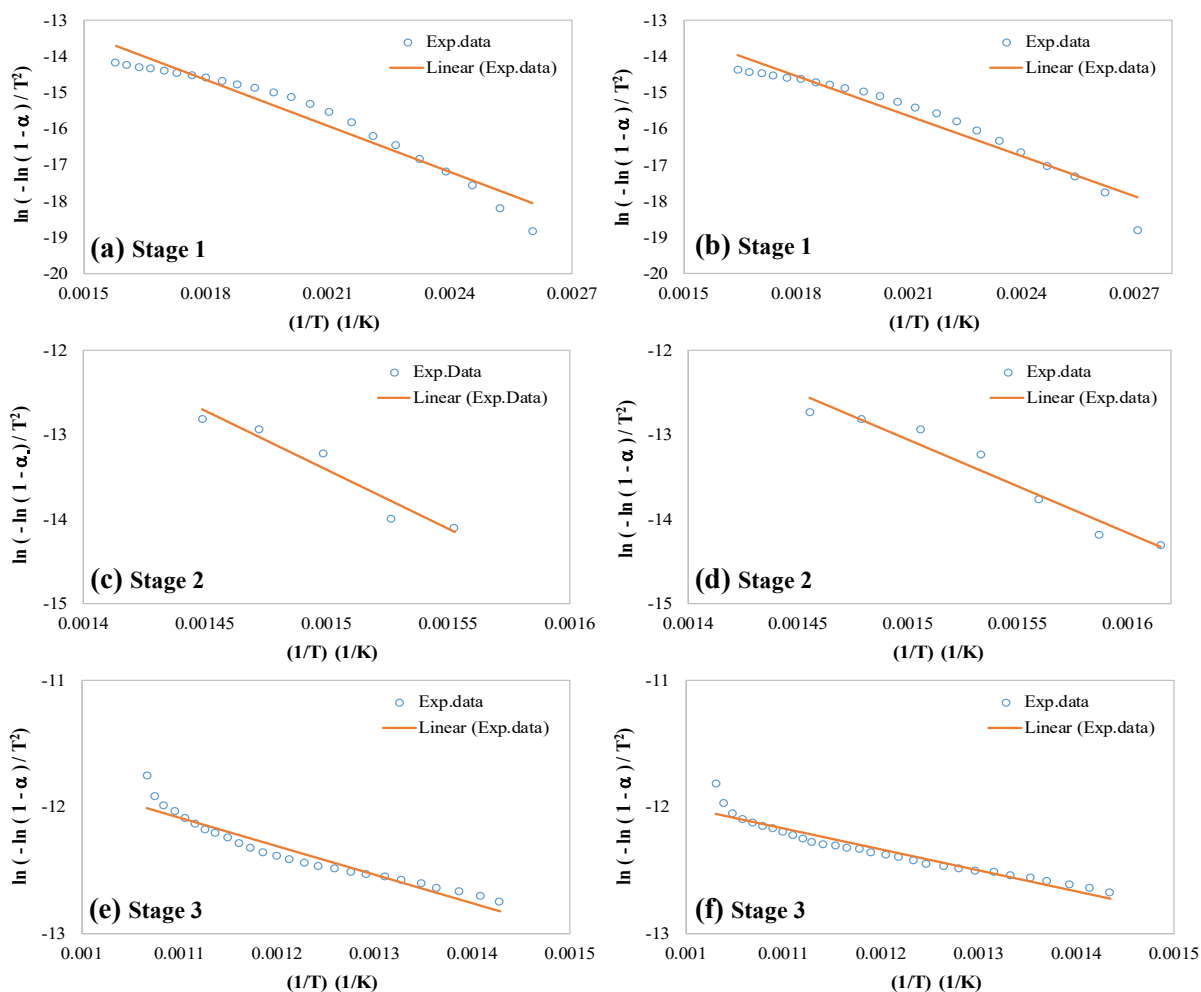 -13
-14
-15
-16
-17
-18
-19
-20
ln ( - ln ( 1 - α ) / T²)
Exp.data
Linear (Exp.data)
(a) Stage 1
0.0015 0.0018 0.0021 0.0024 0.0027
(1/T) (1/K)
-13
-14
-15
-16
-17
-18
-19
-20
ln ( - ln ( 1 - α ) / T²)
Exp.data
Linear (Exp.data)
(b) Stage 1
0.0015 0.0018 0.0021 0.0024 0.0027
(1/T) (1/K)
-12
-13
-14
-15
ln ( - ln ( 1 - α ) / T²)
Exp.Data
Linear (Exp.Data)
(c) Stage 2
0.0014 0.00145 0.0015 0.00155 0.0016
(1/T) (1/K)
-12
-13
-14
-15
ln ( - ln ( 1 - α ) / T²)
Exp.data
Linear (Exp.data)
(d) Stage 2
0.0014 0.00145 0.0015 0.00155 0.0016
(1/T) (1/K)
-11
-12
-13
ln ( - ln ( 1 - α ) / T²)
Exp.data
Linear (Exp.data)
(e) Stage 3
0.001 0.0011 0.0012 0.0013 0.0014 0.0015
(1/T) (1/K)
-11
-12
-13
ln ( - ln ( 1 - α ) / T²)
Exp.data
Linear (Exp.data)
(f) Stage 3
0.001 0.0011 0.0012 0.0013 0.0014 0.0015
(1/T) (1/K)